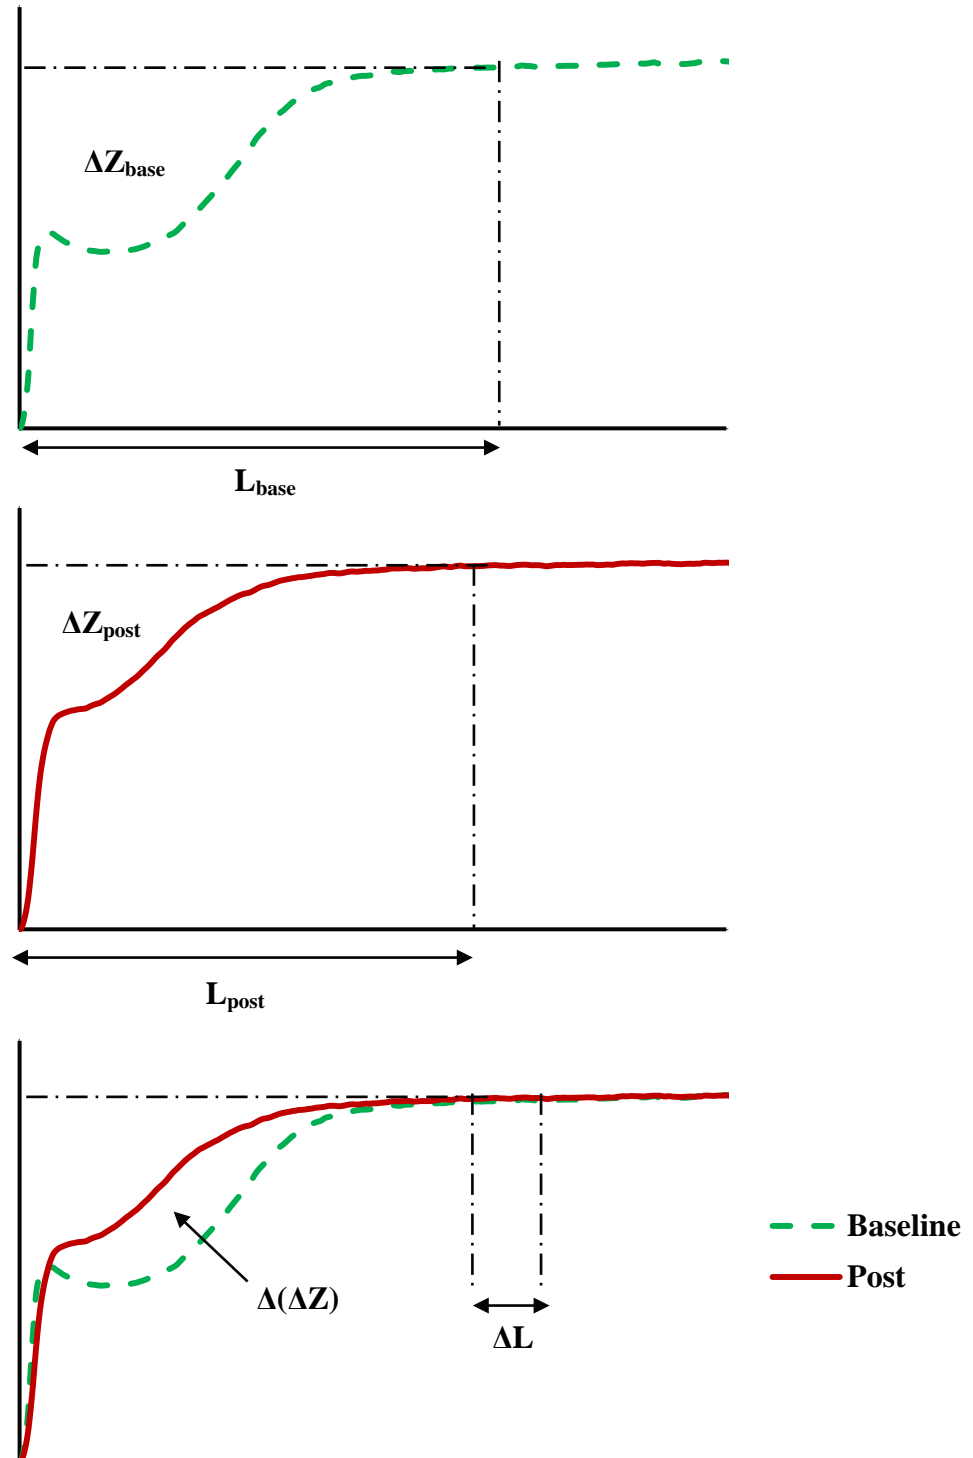 ΔZbase
Lbase
ΔZpost
Lpost
Baseline
Post
Δ(ΔZ)
ΔL